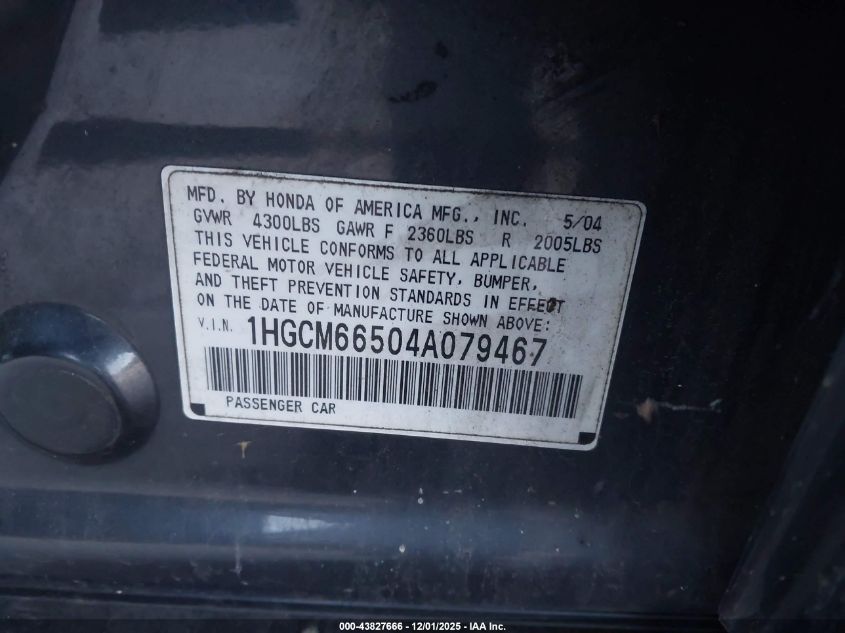 MFD. BY HONDA OF AMERICA MFG., INC. 5/04
GVWR 4300LBS GAWR F 2360LBS R 2005LBS
THIS VEHICLE CONFORMS TO ALL APPLICABLE
FEDERAL MOTOR VEHICLE SAFETY, BUMPER,
AND THEFT PREVENTION STANDARDS IN EFFECT
ON THE DATE OF MANUFACTURE SHOWN ABOVE:
V.I.N. 1HGCM66504A079467
PASSENGER CAR
000-43827666 - 12/01/2025 - IAA Inc.